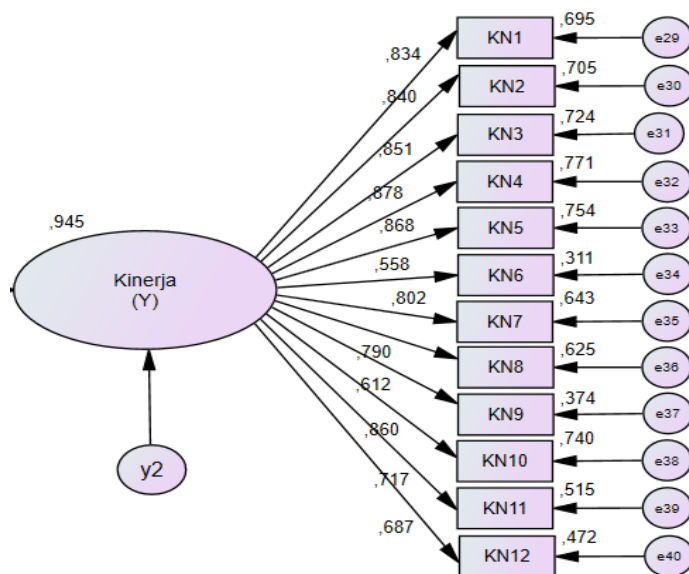 ,695
KN1
e29
,834
,705
KN2
e30
,840
,724
KN3
e31
,851
,771
KN4
e32
,878
,945
,754
KN5
e33
,868
Kinerja
(Y)
,311
KN6
e34
,558
,643
KN7
e35
,802
,625
KN8
e36
,790
,374
KN9
e37
,612
,740
KN10
e38
,860
y2
,515
KN11
e39
,717
,472
KN12
e40
,687